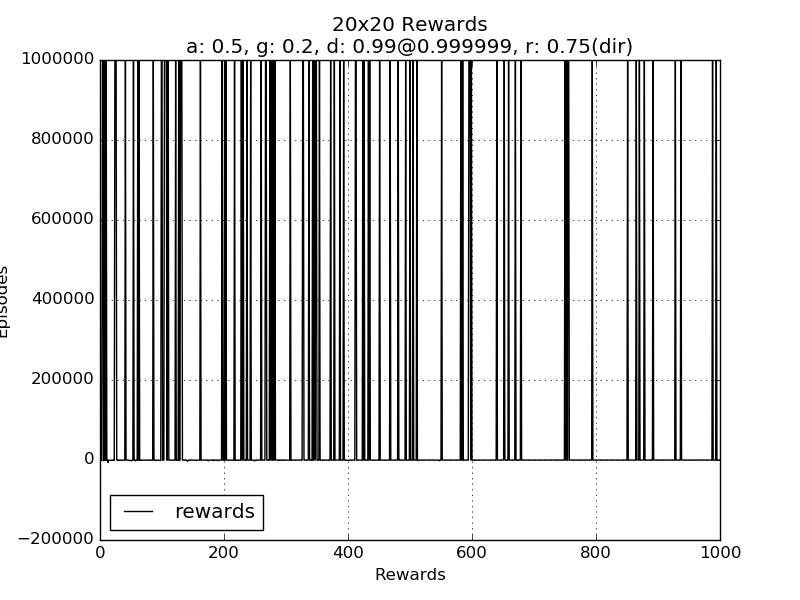 20x20 Rewards
a: 0.5, g: 0.2, d: 0.99@0.999999, r: 0.75(dir)
1000000
800000
600000
400000
200000
0
−200000
Episodes
rewards
0 200 400 600 800 1000
Rewards